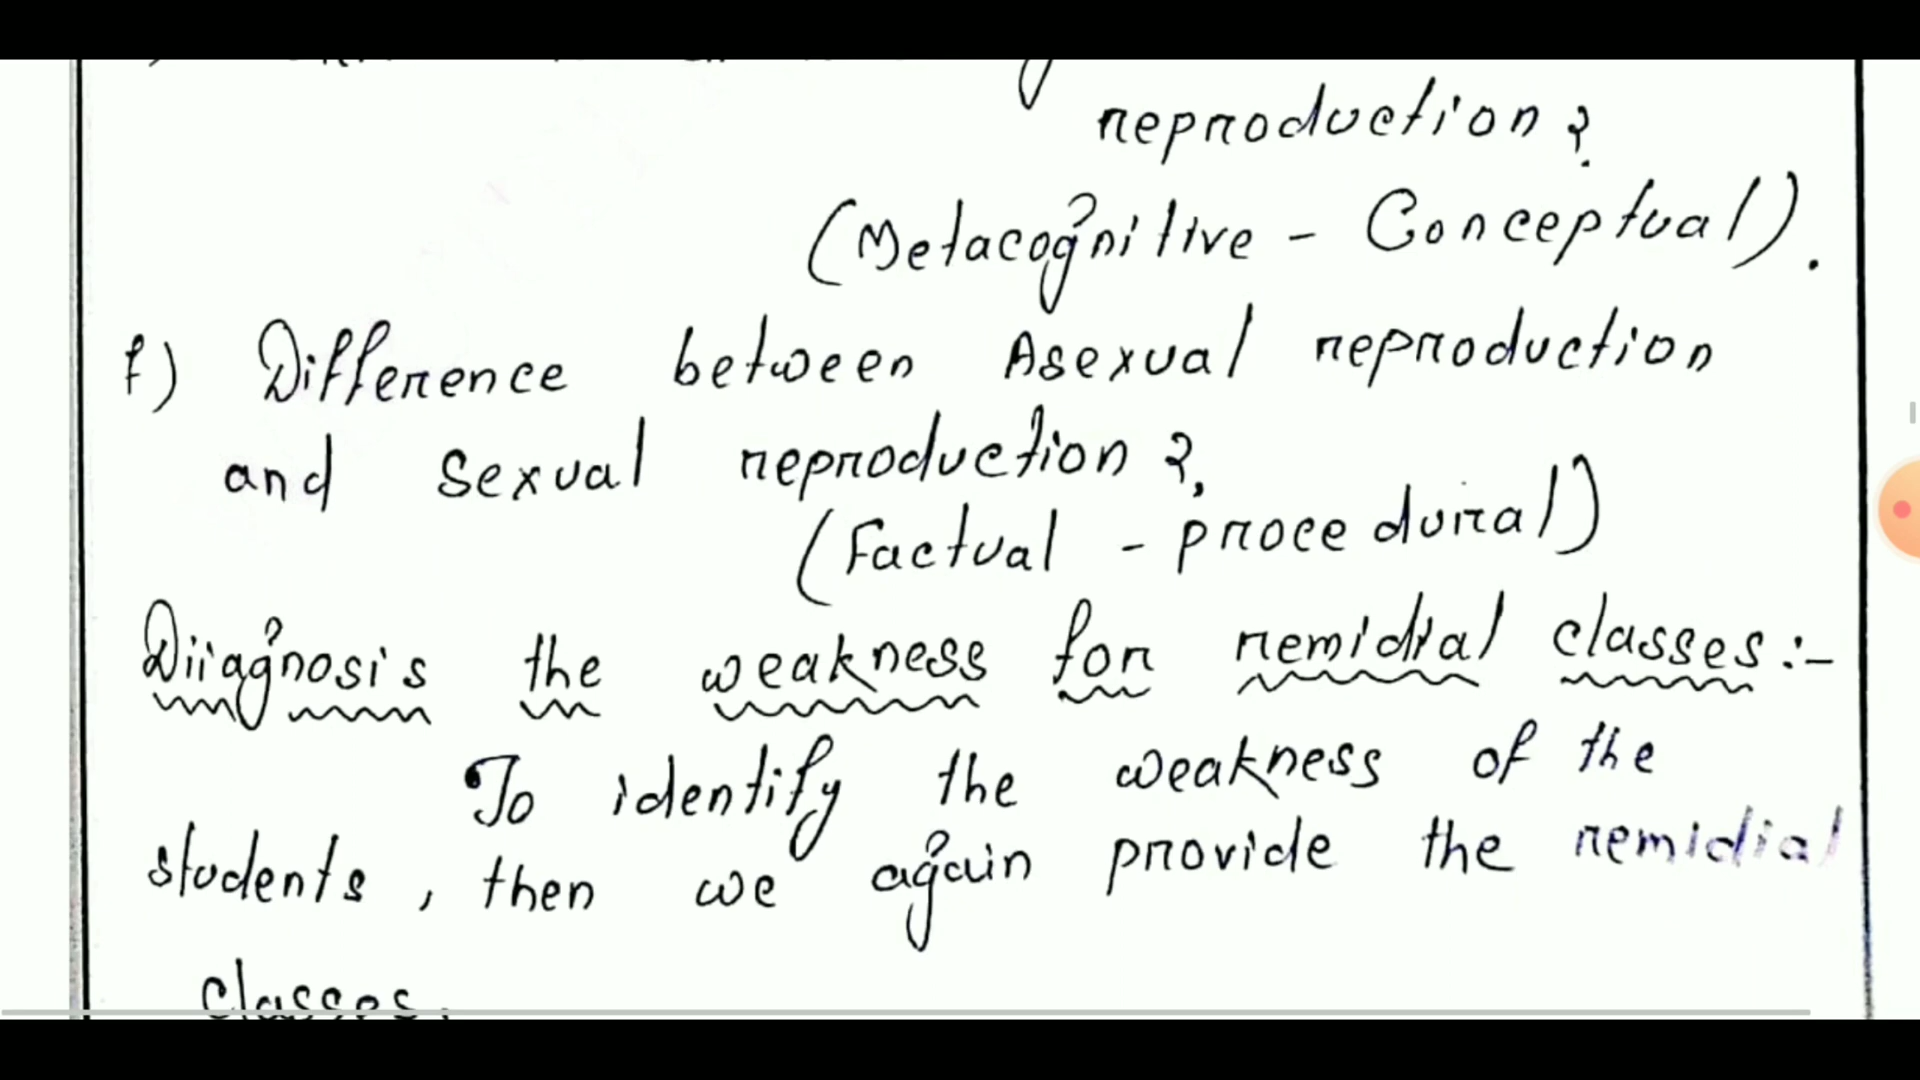 reproduction ?
(Metacognitive - Conceptual).
f) Difference between Asexual reproduction
and Sexual reproduction ?
(Factual - procedural)
Diiagnosis the weakness for remidial classes :-
To identify the weakness of the
students, then we again provide the remidial
classes.